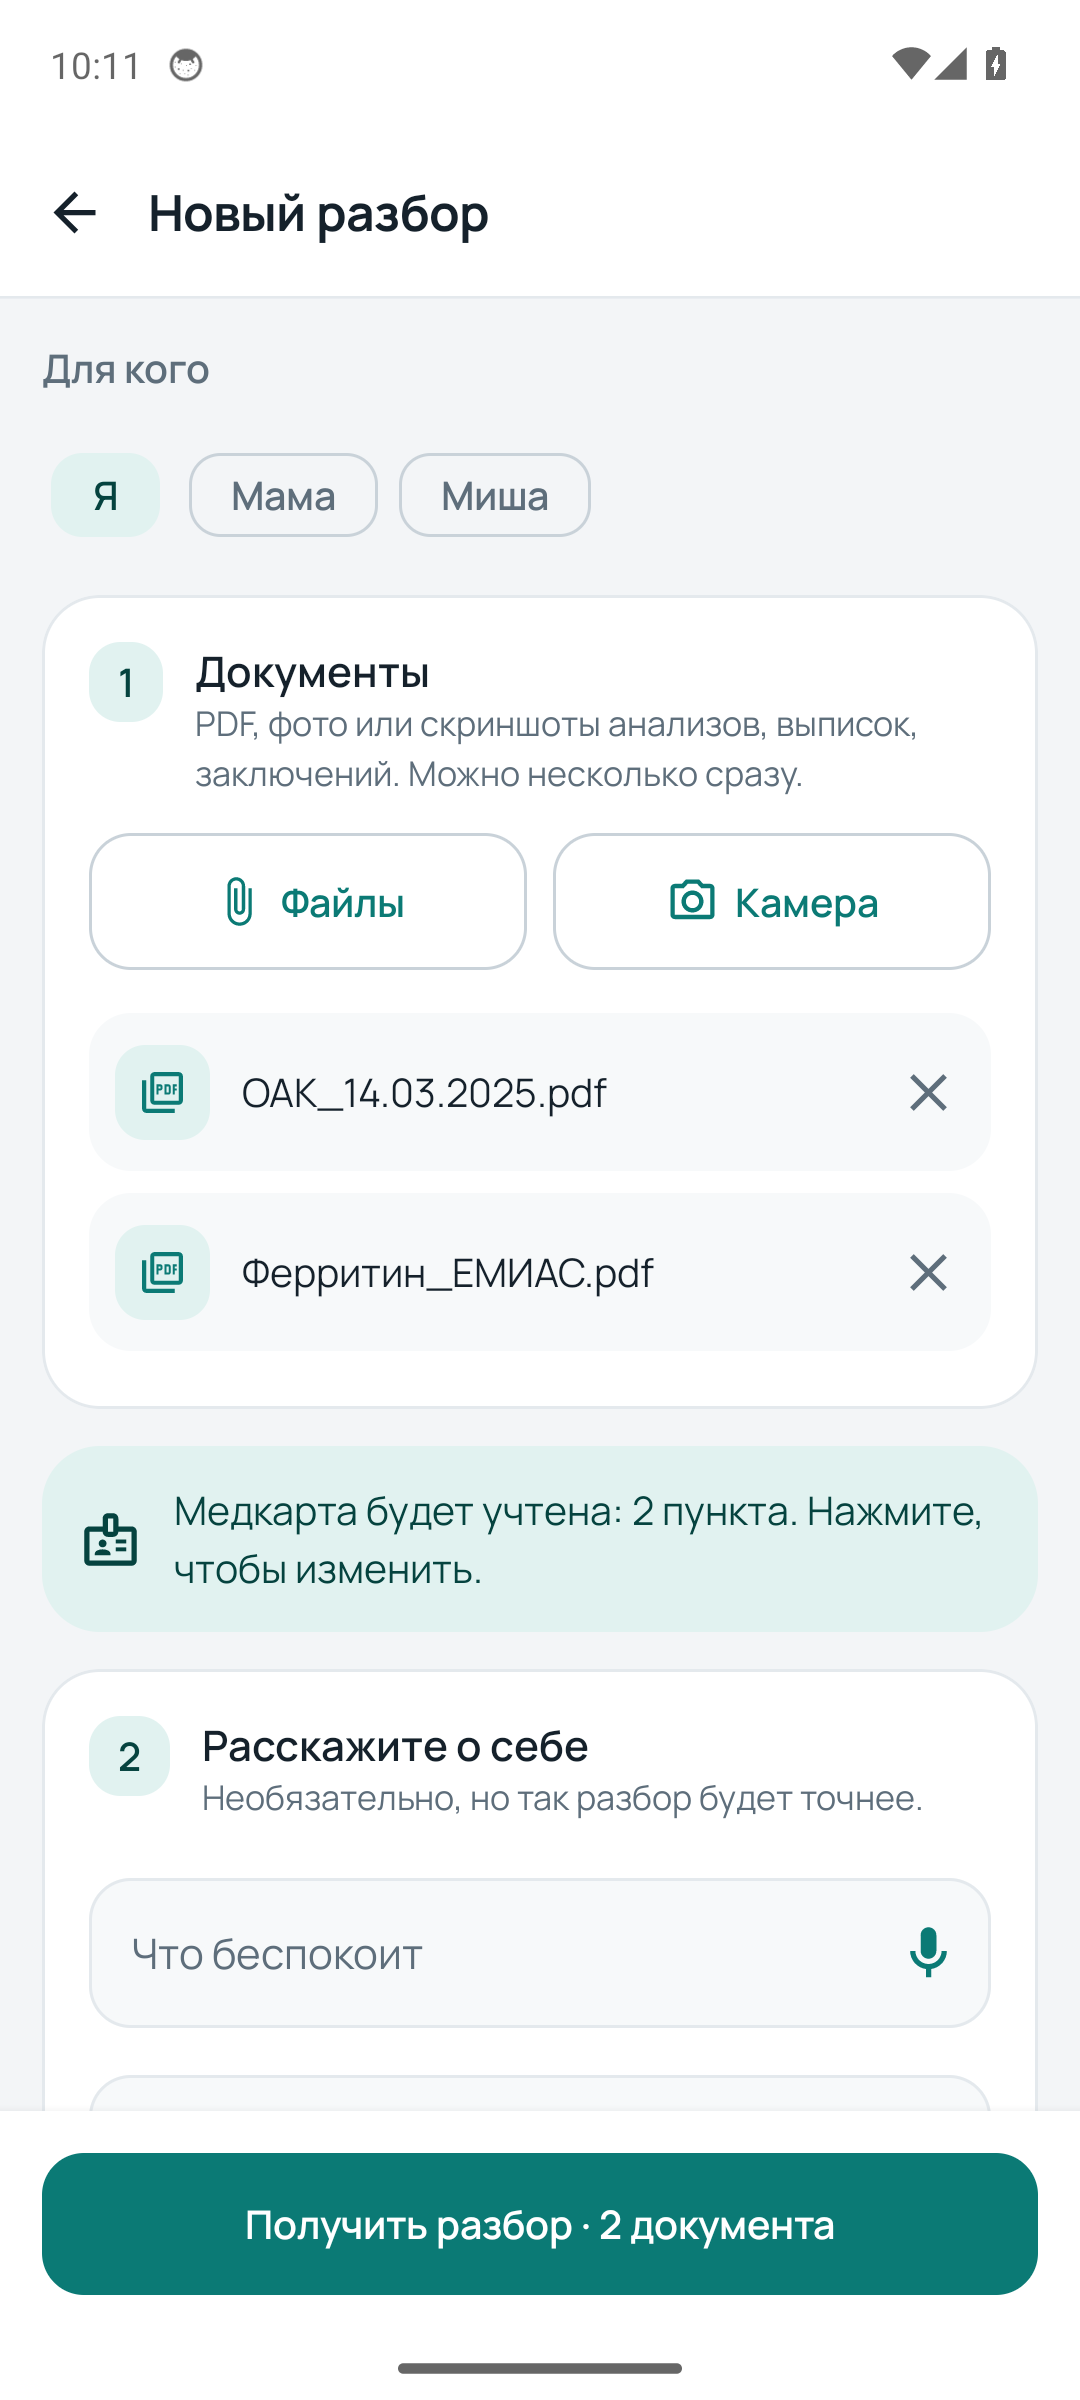 10:11
Новый разбор
Для кого
Я
Мама
Миша
1
Документы
PDF, фото или скриншоты анализов, выписок,
заключений. Можно несколько сразу.
Файлы
Камера
PDF
ОАК_14.03.2025.pdf
PDF
Ферритин_ЕМИАС.pdf
Медкарта будет учтена: 2 пункта. Нажмите,
чтобы изменить.
2
Расскажите о себе
Необязательно, но так разбор будет точнее.
Что беспокоит
Получить разбор · 2 документа